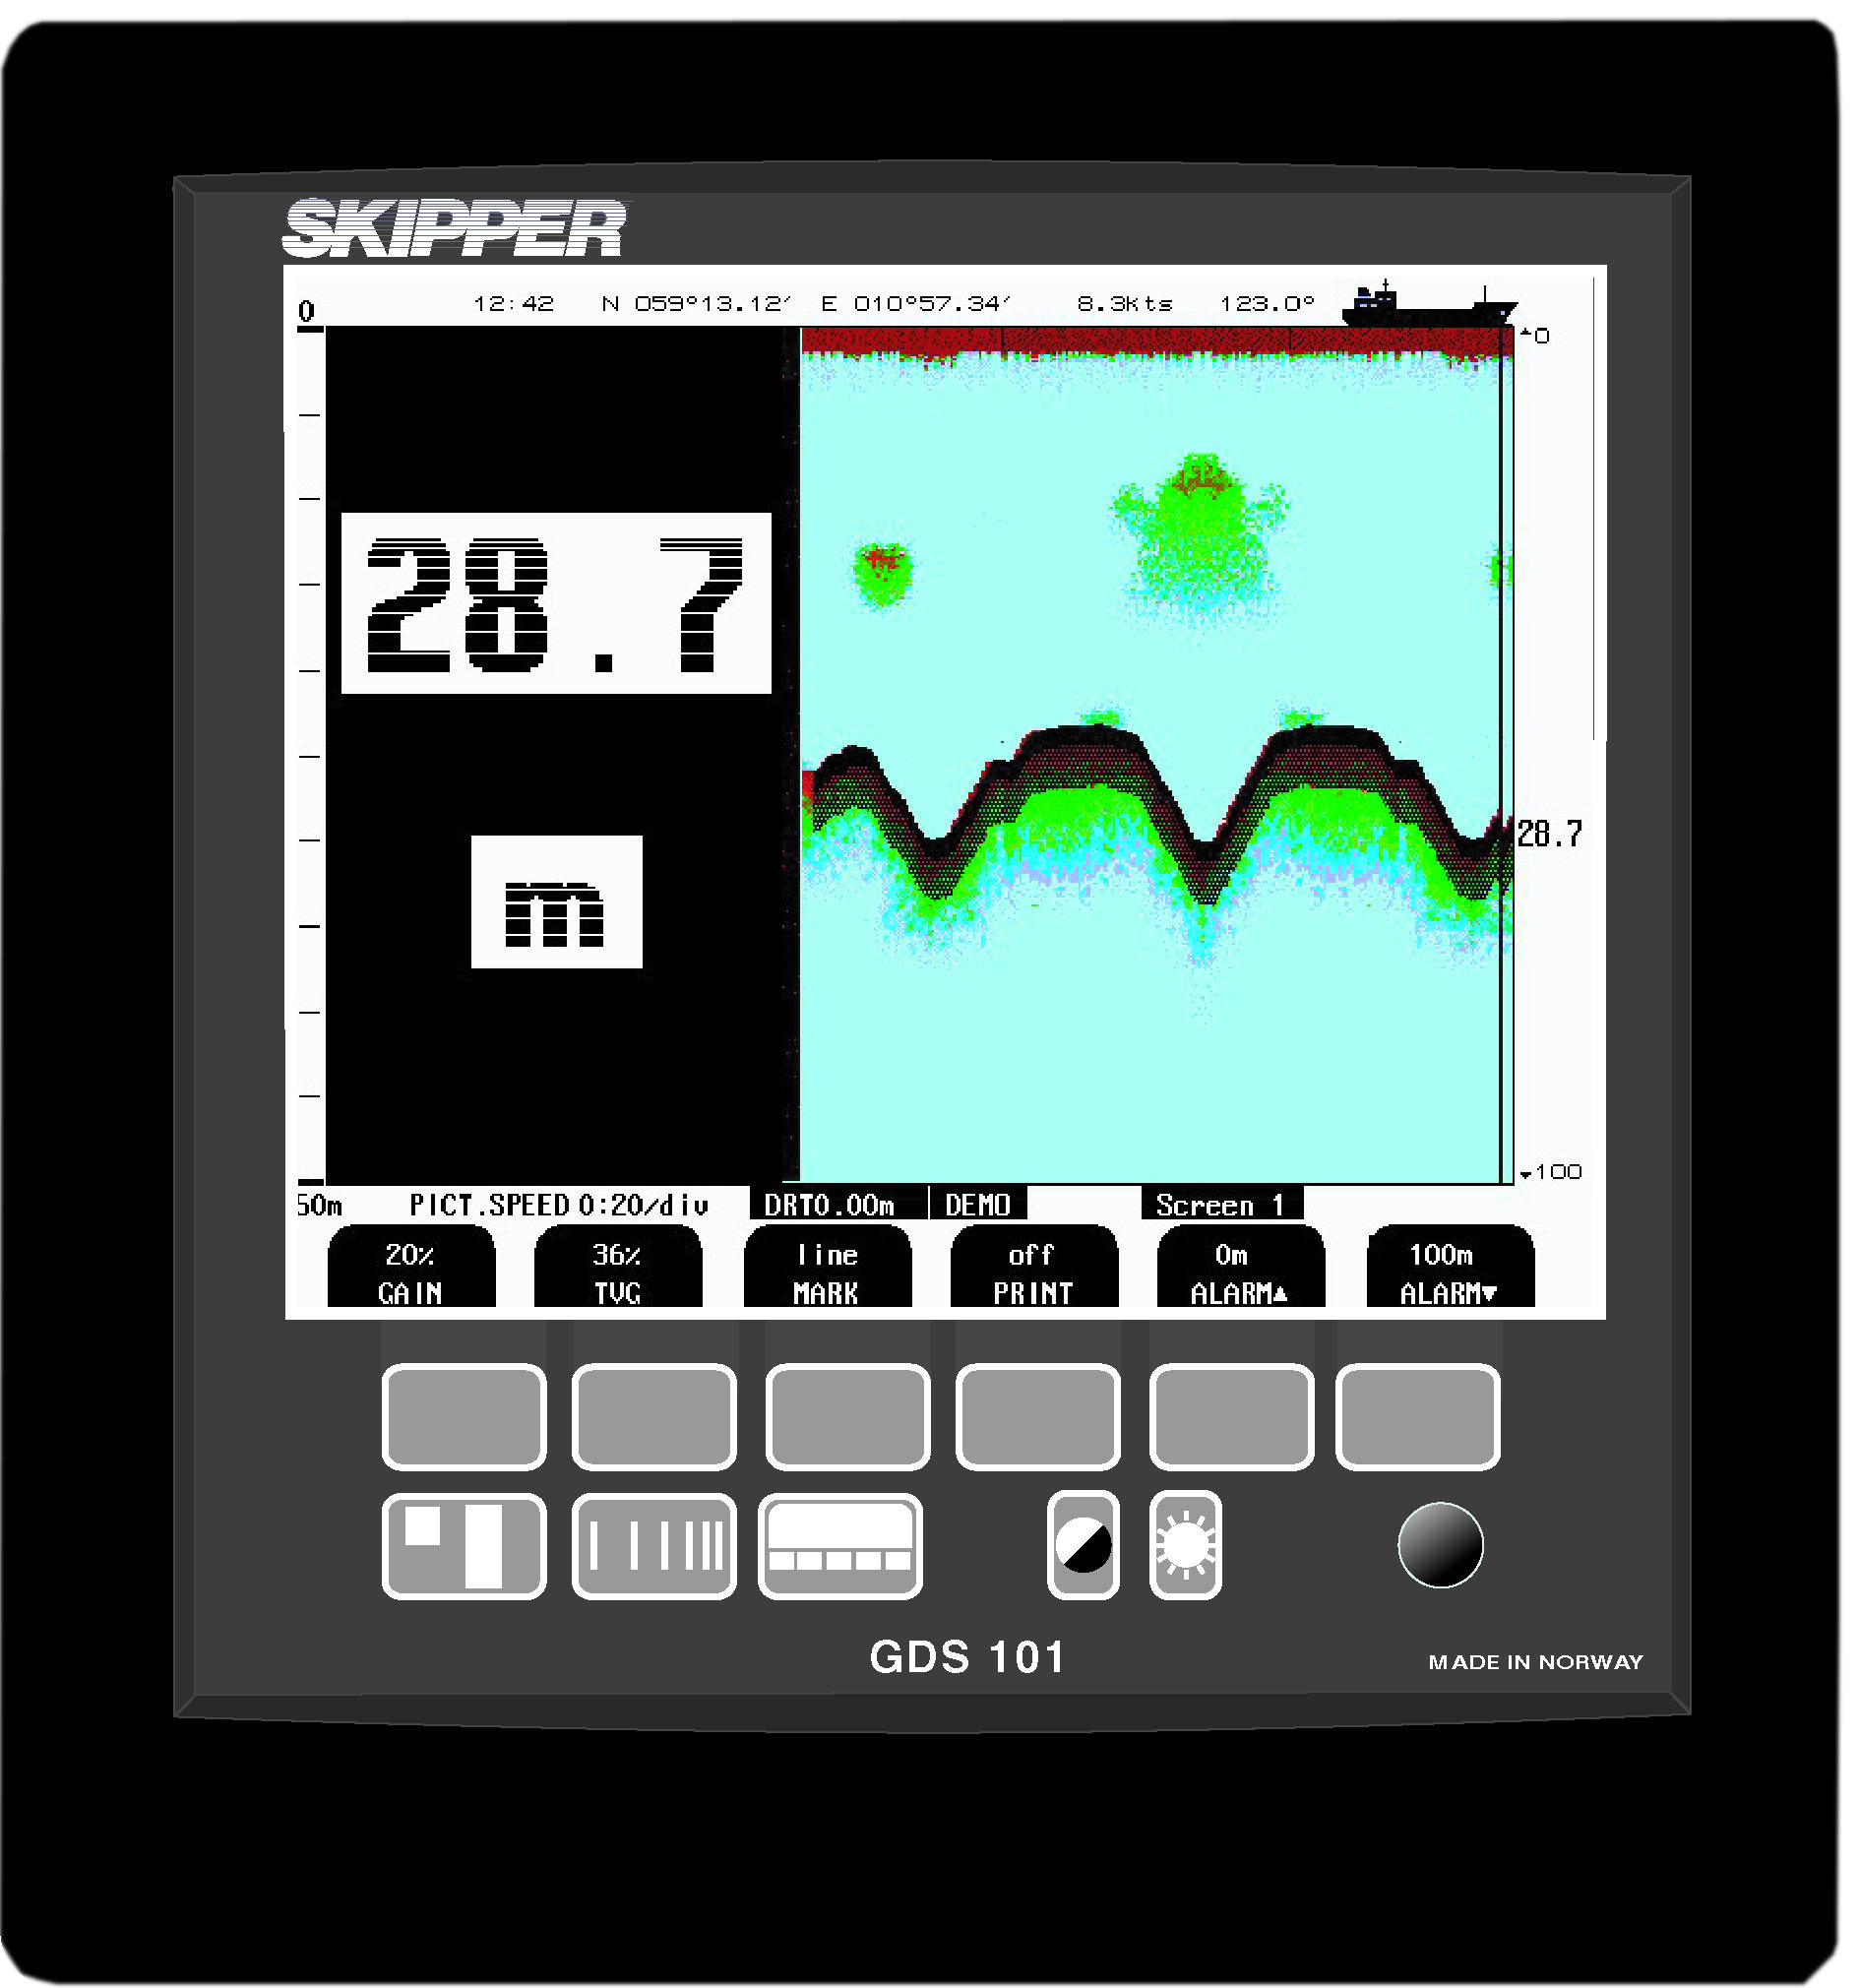 SKIPPER
0 12:42 N 059°13.12′ E 010°57.34′ 8.3kts 123.0°
0
28.7
28.7
m
100
50m PICT.SPEED 0:20/div DRT0.00m DEMO Screen 1
20% 36% line off 0m 100m
GAIN TVG MARK PRINT ALARM▲ ALARM▼
GDS 101
MADE IN NORWAY